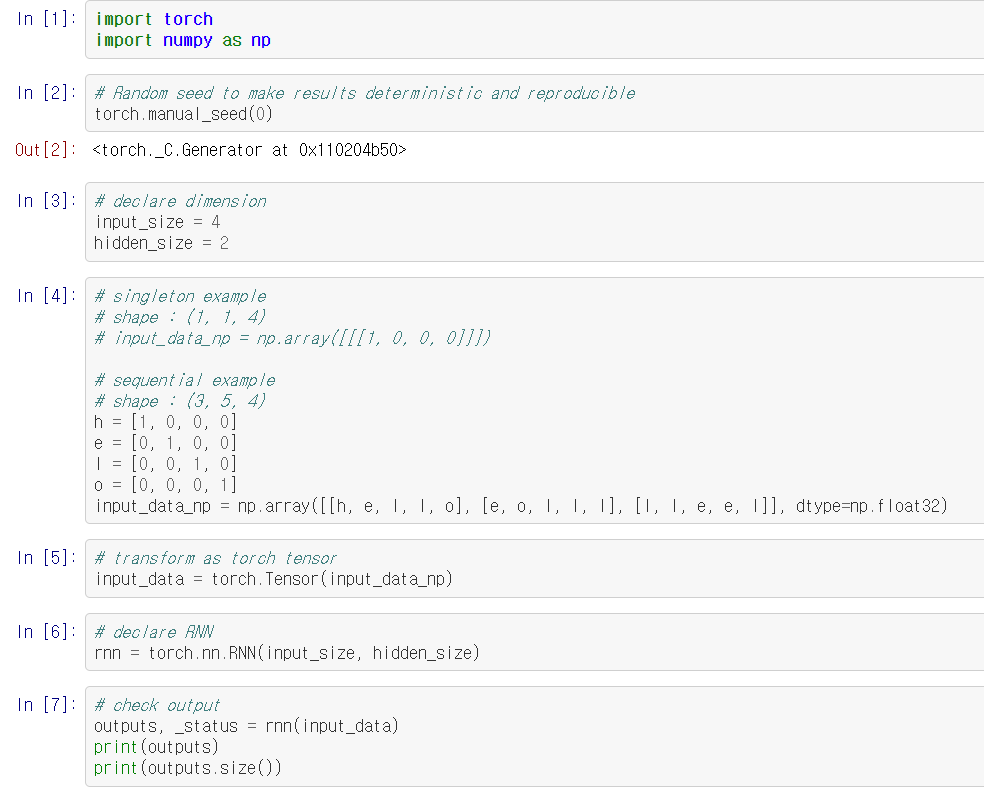 In [1]: import torch
import numpy as np
In [2]: # Random seed to make results deterministic and reproducible
torch.manual_seed(0)
Out[2]: <torch._C.Generator at 0x110204b50>
In [3]: # declare dimension
input_size = 4
hidden_size = 2
In [4]: # singleton example
# shape : (1, 1, 4)
# input_data_np = np.array([[[1, 0, 0, 0]]])
# sequential example
# shape : (3, 5, 4)
h = [1, 0, 0, 0]
e = [0, 1, 0, 0]
l = [0, 0, 1, 0]
o = [0, 0, 0, 1]
input_data_np = np.array([[h, e, l, l, o], [e, o, l, l, l], [l, l, e, e, l]], dtype=np.float32)
In [5]: # transform as torch tensor
input_data = torch.Tensor(input_data_np)
In [6]: # declare RNN
rnn = torch.nn.RNN(input_size, hidden_size)
In [7]: # check output
outputs, _status = rnn(input_data)
print(outputs)
print(outputs.size())